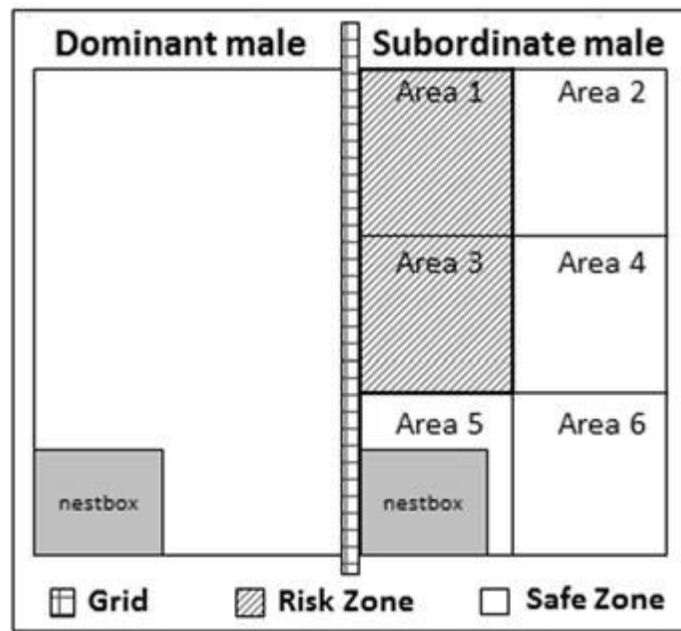 Dominant male
Subordinate male
Area 1
Area 2
Area 3
Area 4
Area 5
Area 6
nestbox
nestbox
Grid
Risk Zone
Safe Zone